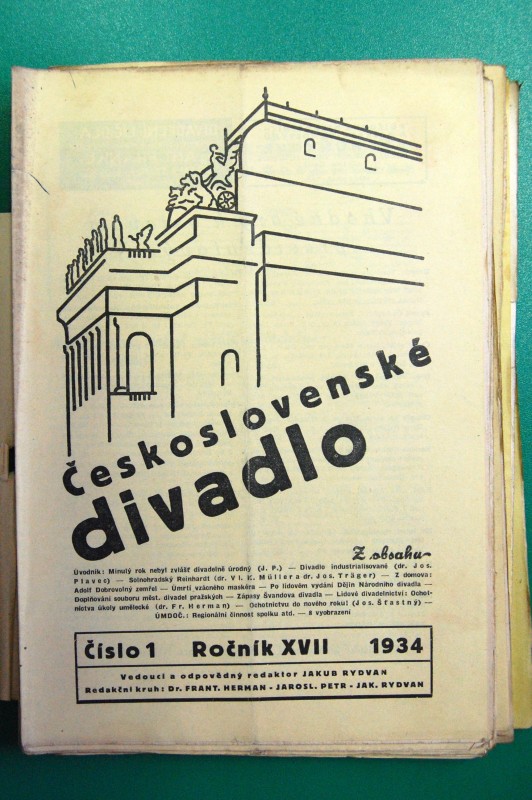 Československé
divadlo
Z obsahu
Úvodník: Minutý rok nebyl zvlášť divadelně úrodný (J. P.) — Divadlo industrialisované (dr. Jos.
Plavec) — Solnohradský Reinhardt (dr. Vl. K. Müller a dr. Jos. Träger) — Z domova:
Adolf Dobrovolný zemřel — Úmrtí vzácného maskéra — Po lidovém vydání Dějin Národního divadla —
Doplňování souboru měst. divadel pražských — Zápasy Švandova divadla — Lidové divadelnictví: Ochot-
nictva úkoly umělecké (dr. Fr. Herman) — Ochotnictvu do nového roku! (Jos. Šťastný) —
ÚMDOČ.: Regionální činnost spolku atd. — 8 vyobrazení
Číslo 1 Ročník XVII 1934
Vedoucí a odpovědný redaktor JAKUB RYDVAN
Redakční kruh: Dr. FRANT. HERMAN - JAROSL. PETR - JAK. RYDVAN